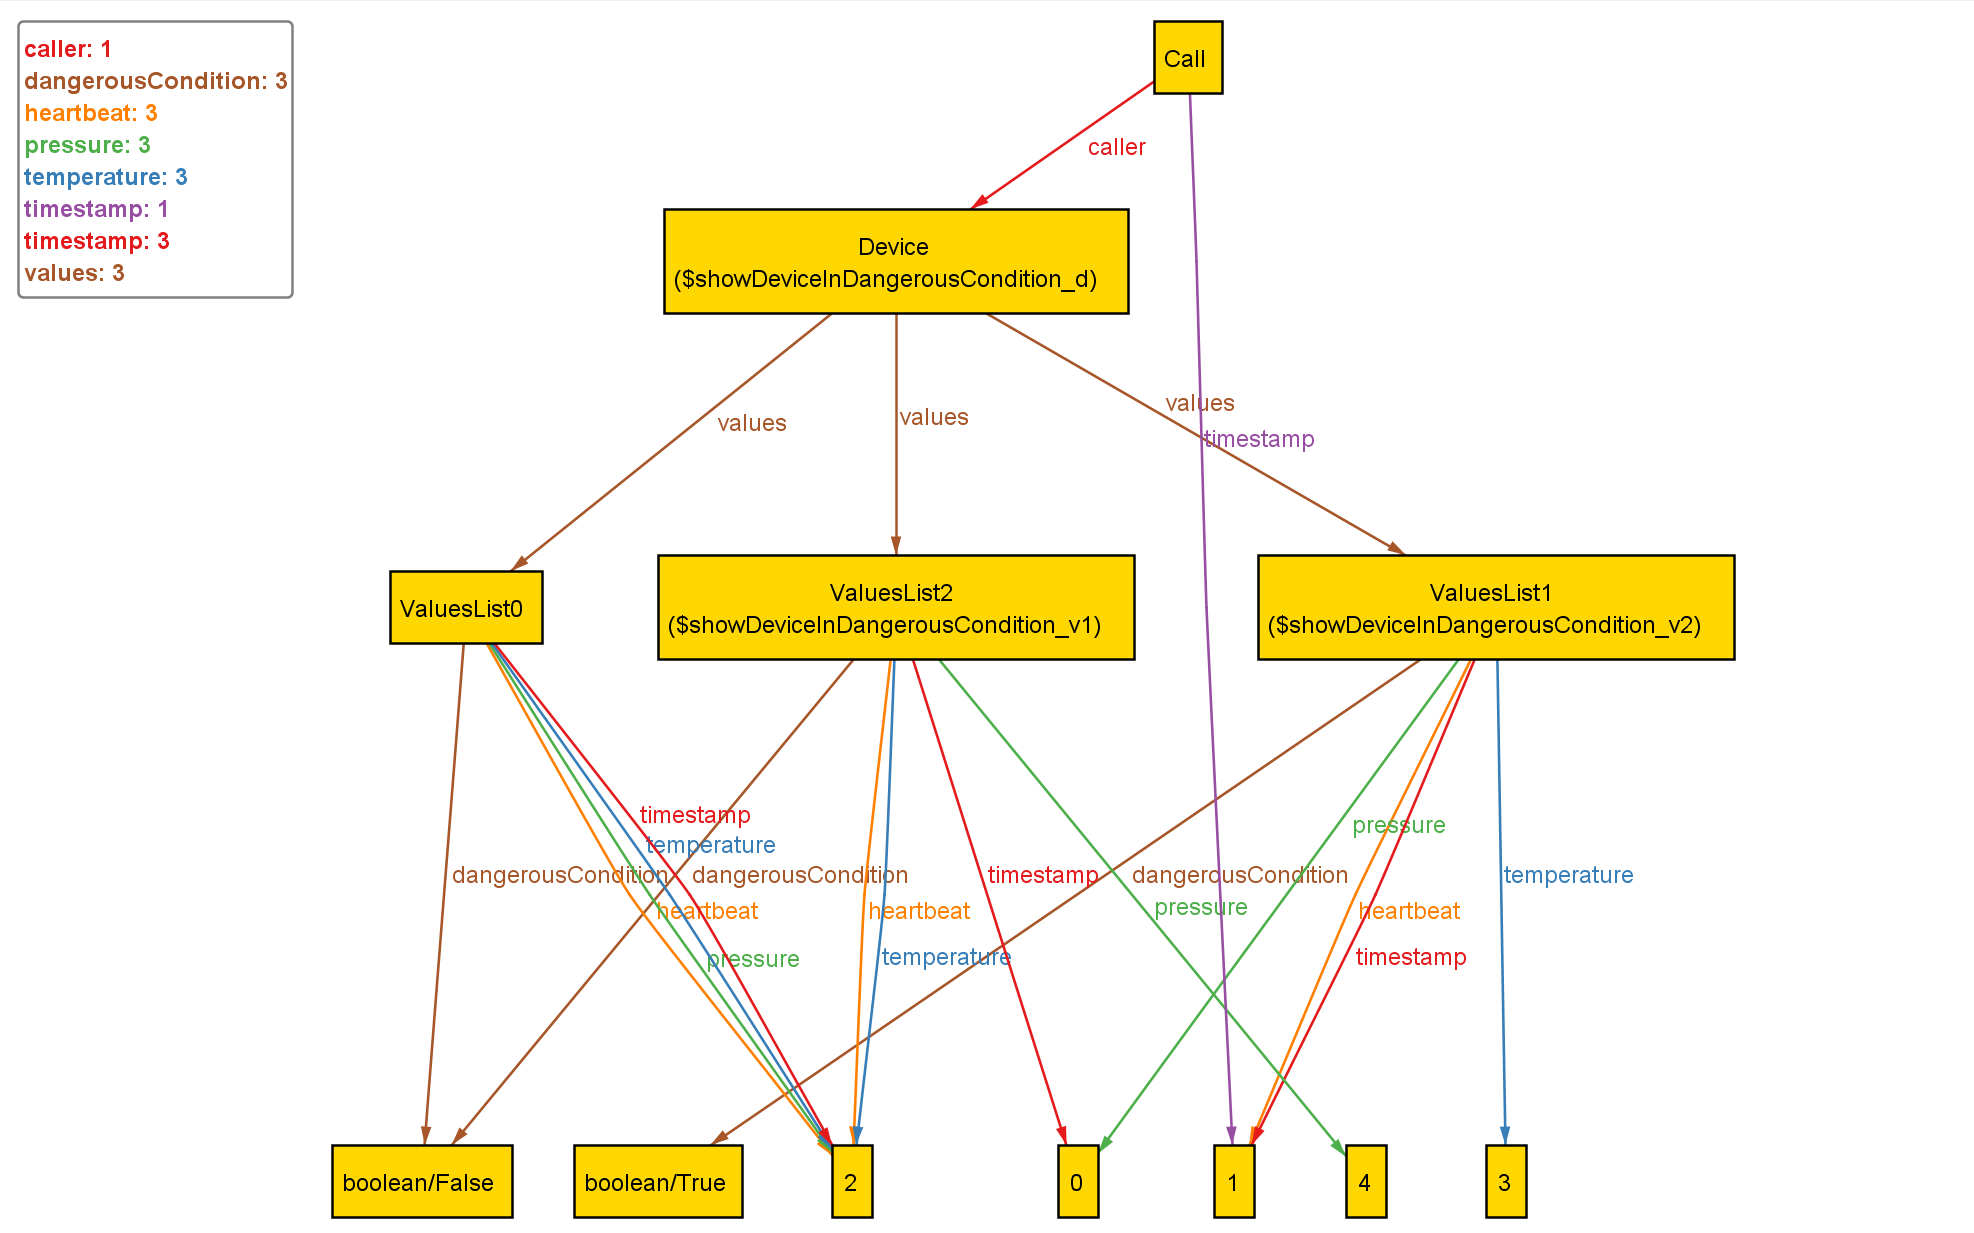 caller: 1
dangerousCondition: 3
heartbeat: 3
pressure: 3
temperature: 3
timestamp: 1
timestamp: 3
values: 3
Call
caller
Device
($showDeviceInDangerousCondition_d)
values
values
values
timestamp
ValuesList0
ValuesList2
($showDeviceInDangerousCondition_v1)
ValuesList1
($showDeviceInDangerousCondition_v2)
timestamp
temperature
dangerousCondition
heartbeat
pressure
dangerousCondition
heartbeat
temperature
timestamp
pressure
dangerousCondition
pressure
heartbeat
timestamp
temperature
boolean/False
boolean/True
2
0
1
4
3